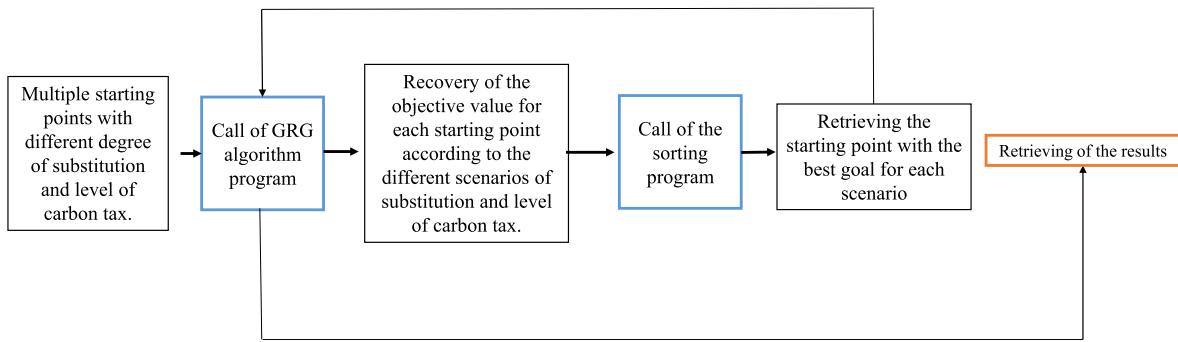 Multiple starting
points with
different degree
of substitution
and level of
carbon tax.
Call of GRG
algorithm
program
Recovery of the
objective value for
each starting point
according to the
different scenarios of
substitution and level
of carbon tax.
Call of the
sorting
program
Retrieving the
starting point with the
best goal for each
scenario
Retrieving of the results